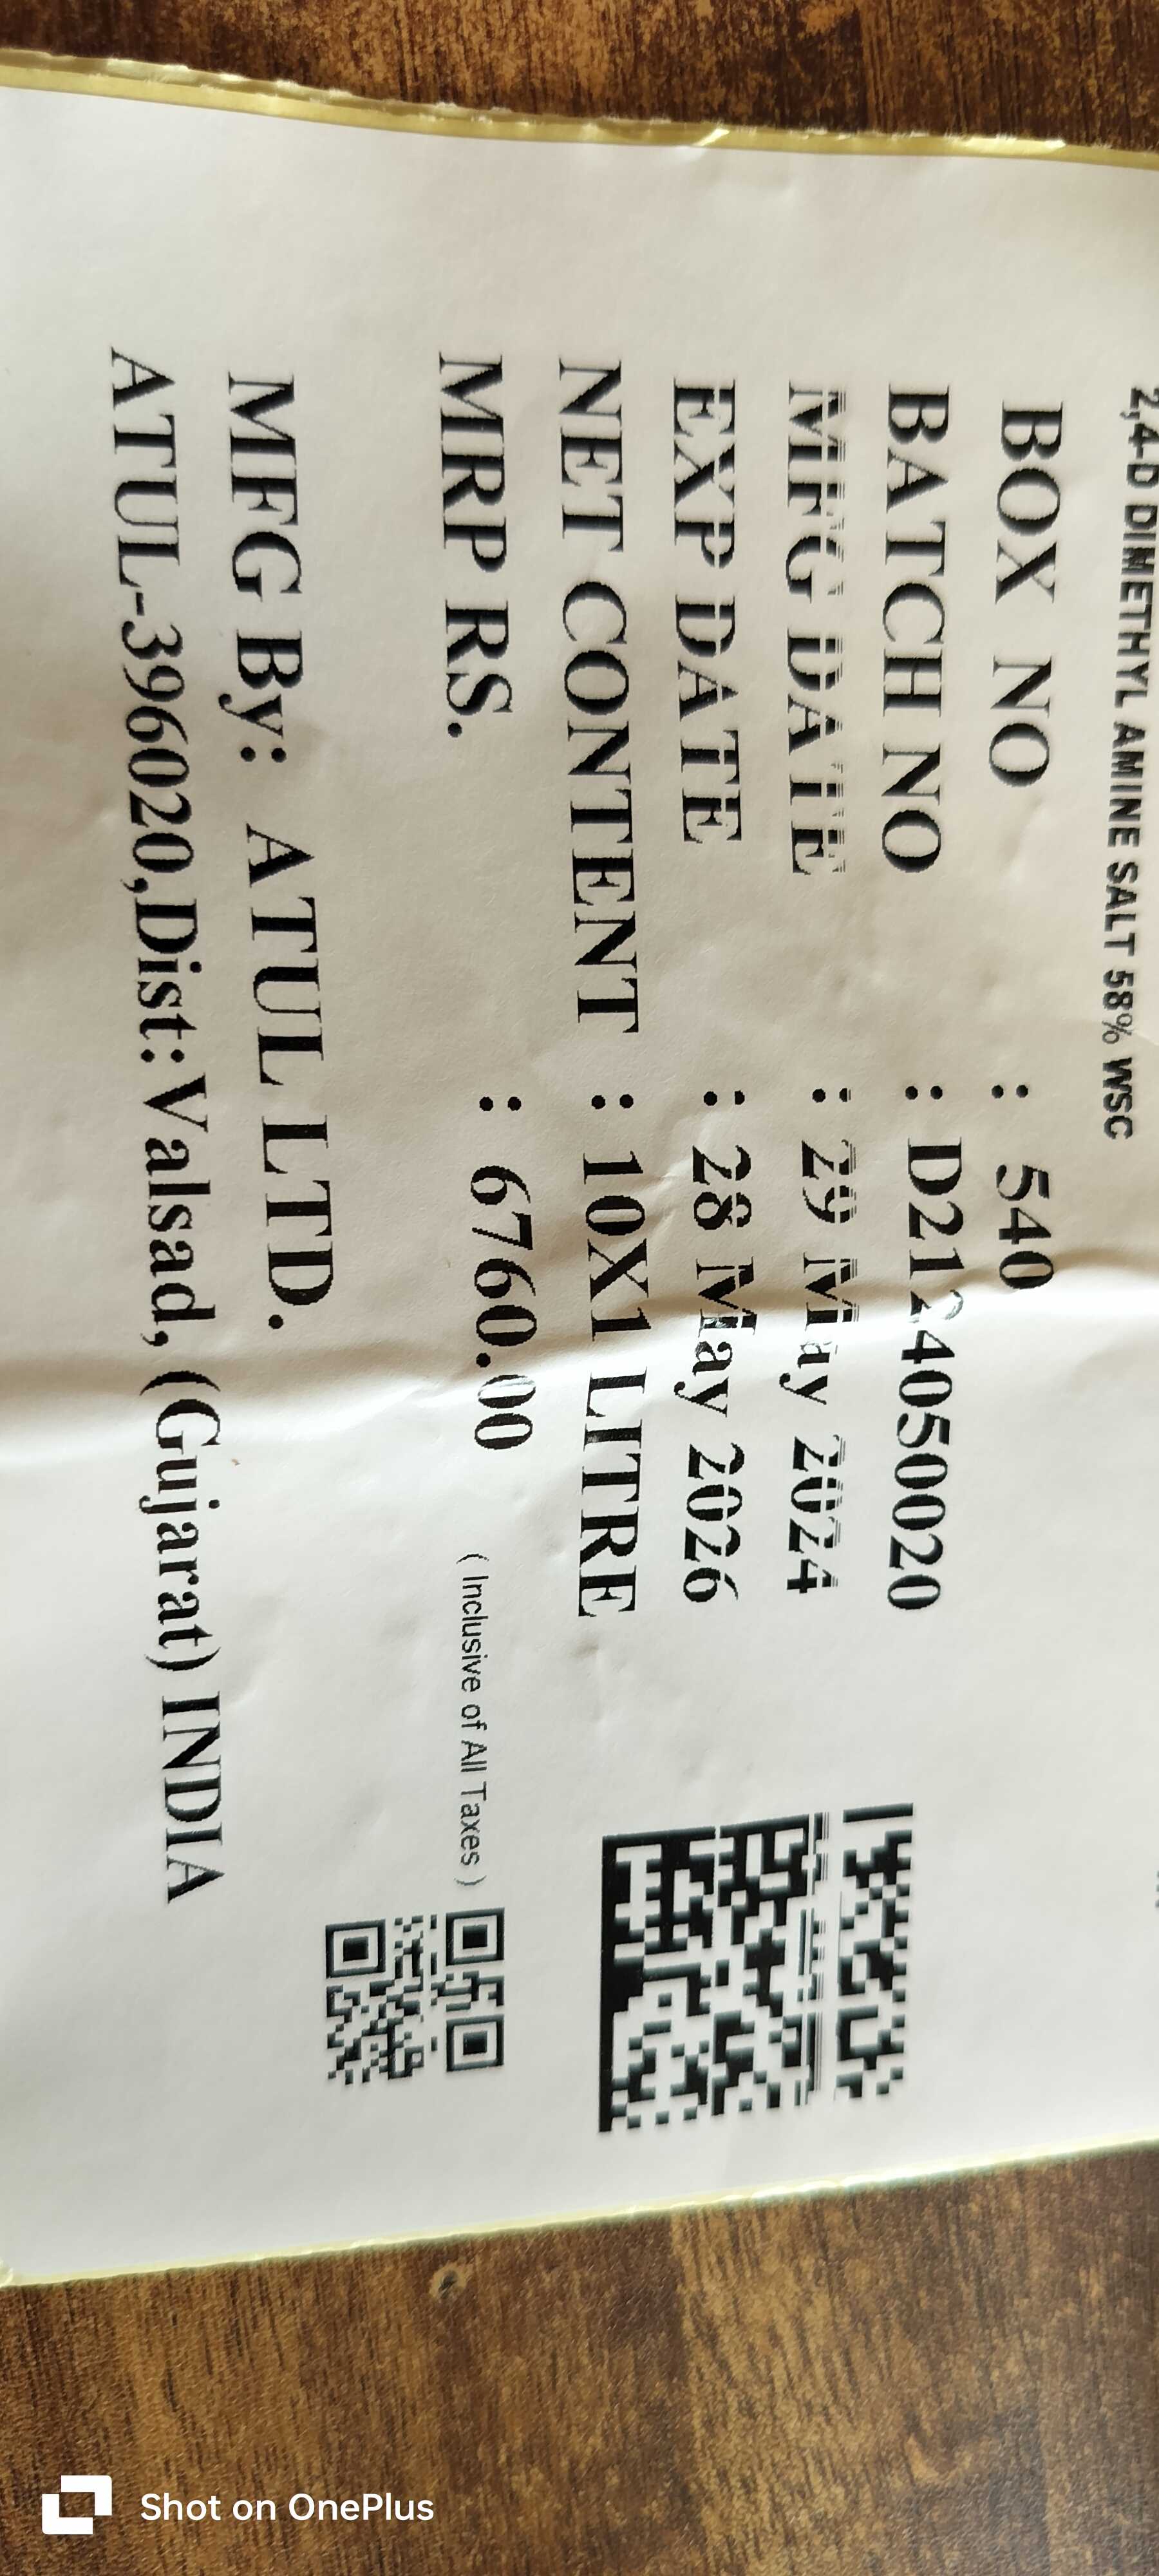 2,4-D DIMETHYL AMINE SALT 58% WSC
BOX NO : 540
BATCH NO : D2124050020
MFG DATE : 29 May 2024
EXP DATE : 28 May 2026
NET CONTENT : 10X1 LITRE
MRP RS. : 6760.00 ( Inclusive of All Taxes )
MFG By: ATUL LTD.
ATUL-396020,Dist:Valsad, (Gujarat) INDIA
Shot on OnePlus